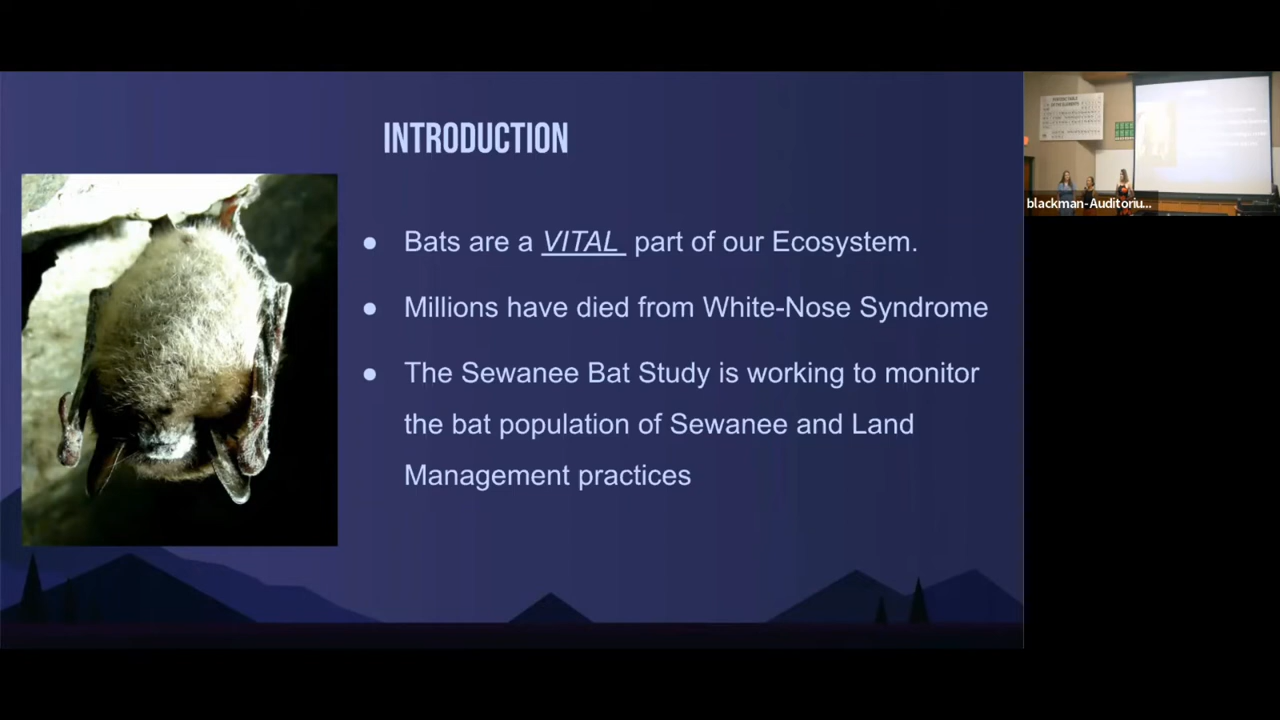 INTRODUCTION
● Bats are a VITAL part of our Ecosystem.
● Millions have died from White-Nose Syndrome
● The Sewanee Bat Study is working to monitor
the bat population of Sewanee and Land
Management practices
blackman-Auditoriu...